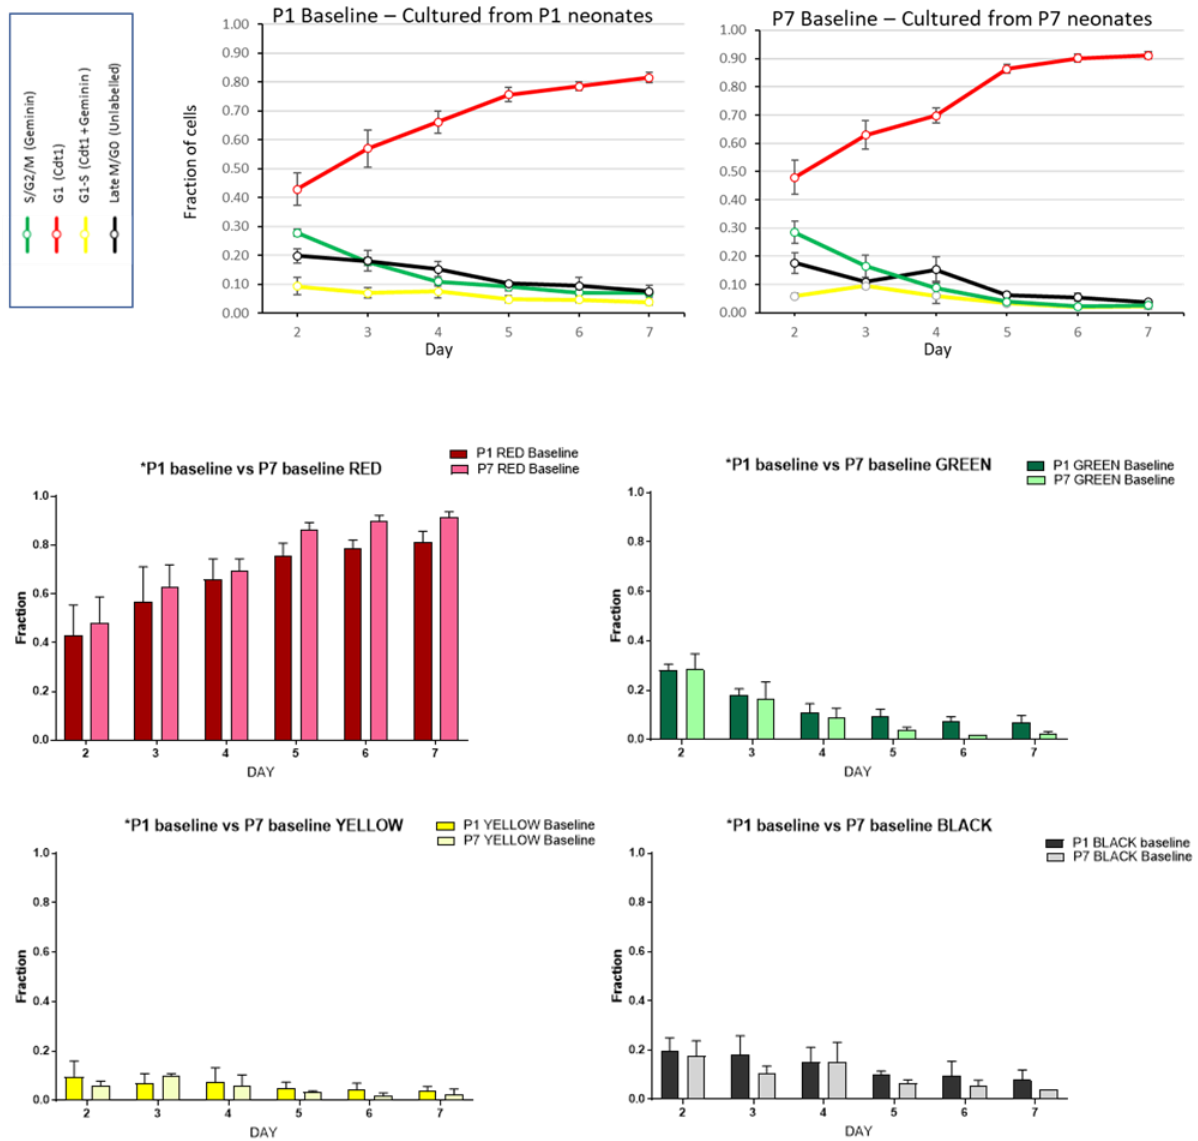 S/G2/M (Geminin)
G1 (Cdt1)
G1-S (Cdt1 +Geminin )
Late M/G0 (Unlabelled)
P1 Baseline – Cultured from P1 neonates
Fraction of cells
1.00
0.90
0.80
0.70
0.60
0.50
0.40
0.30
0.20
0.10
0.00
2 3 4 5 6 7
Day
P7 Baseline – Cultured from P7 neonates
1.00
0.90
0.80
0.70
0.60
0.50
0.40
0.30
0.20
0.10
0.00
2 3 4 5 6 7
Day
*P1 baseline vs P7 baseline RED
P1 RED Baseline
P7 RED Baseline
Fraction
1.0
0.8
0.6
0.4
0.2
0.0
2 3 4 5 6 7
DAY
*P1 baseline vs P7 baseline GREEN
P1 GREEN Baseline
P7 GREEN Baseline
Fraction
1.0
0.8
0.6
0.4
0.2
0.0
2 3 4 5 6 7
DAY
*P1 baseline vs P7 baseline YELLOW
P1 YELLOW Baseline
P7 YELLOW Baseline
Fraction
1.0
0.8
0.6
0.4
0.2
0.0
2 3 4 5 6 7
DAY
*P1 baseline vs P7 baseline BLACK
P1 BLACK baseline
P7 BLACK Baseline
Fraction
1.0
0.8
0.6
0.4
0.2
0.0
2 3 4 5 6 7
DAY